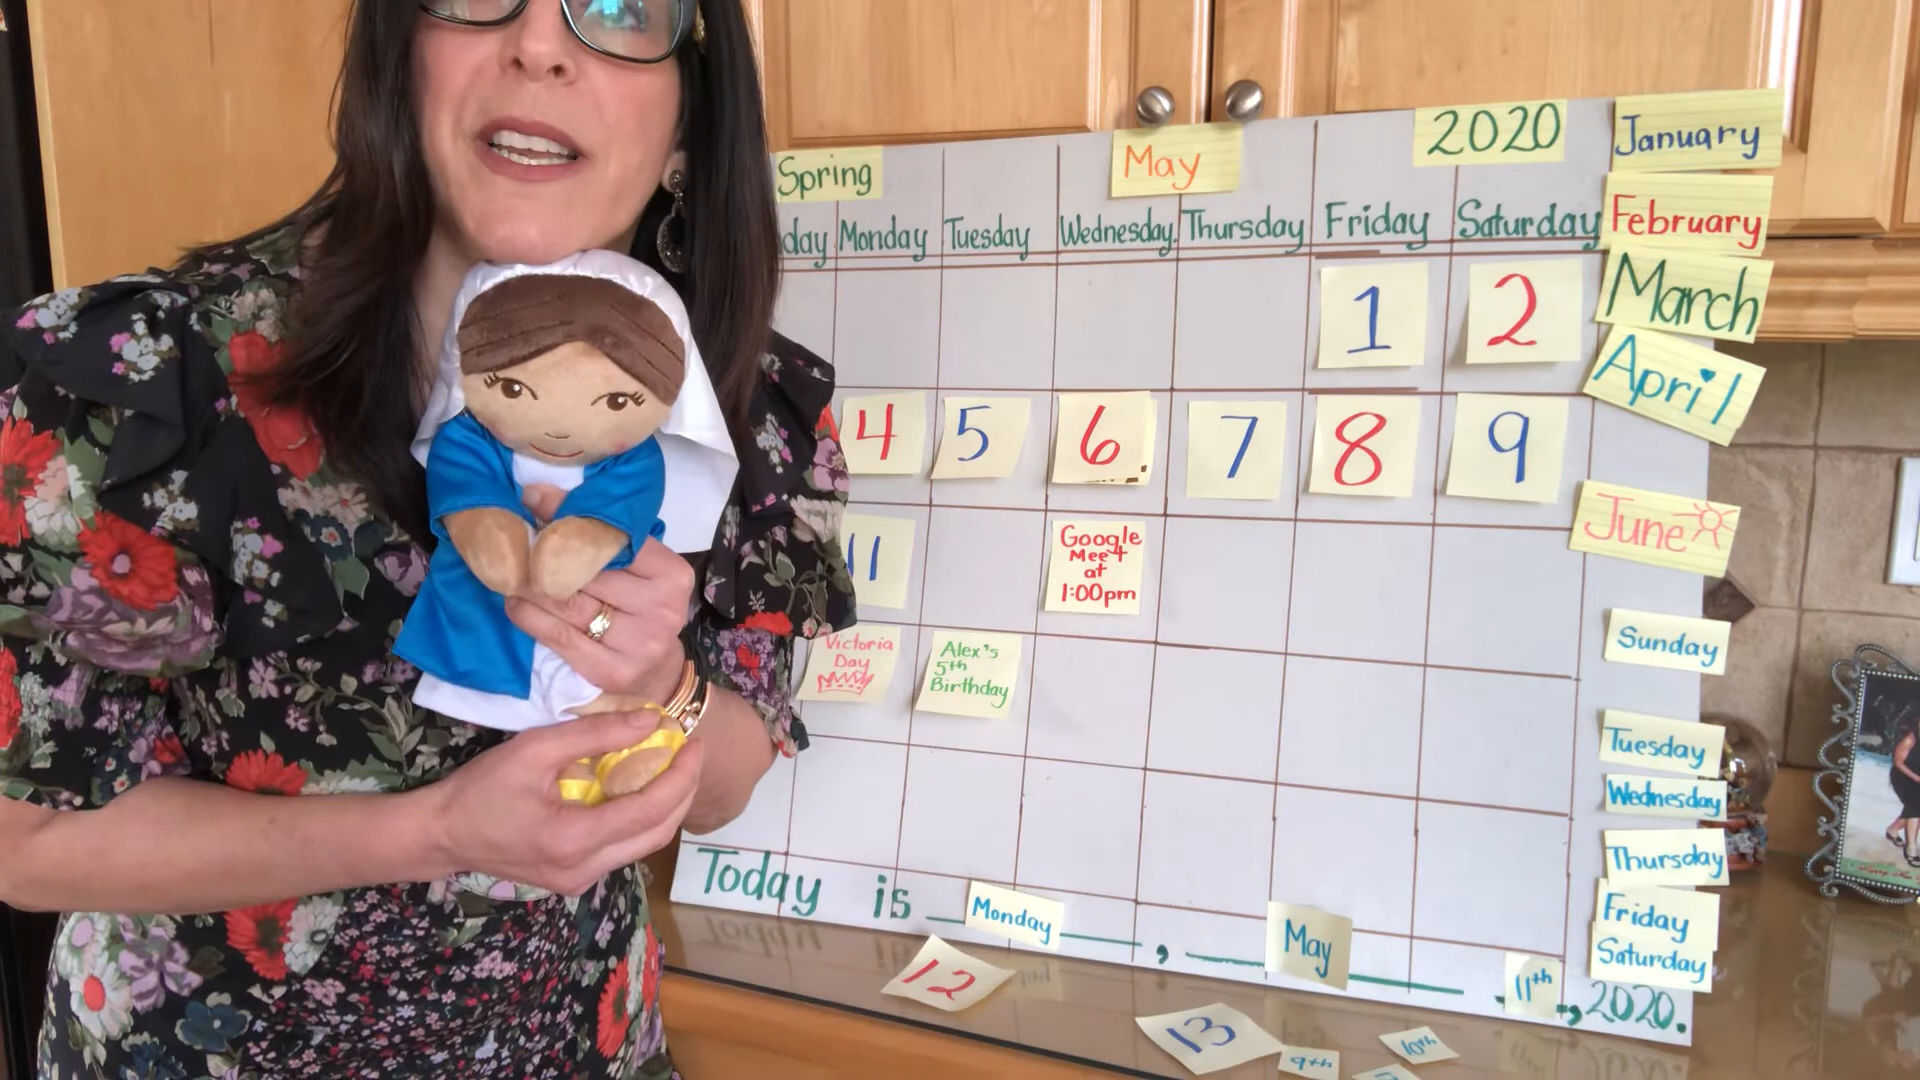 Spring
May
2020
day
Monday
Tuesday
Wednesday
Thursday
Friday
Saturday
1
2
4
5
6
7
8
9
11
Google
Meet
at
1:00pm
Victoria
Day
Alex's
5th
Birthday
January
February
March
April
June
Sunday
Tuesday
Wednesday
Thursday
Friday
Saturday
Today is Monday, May 11th, 2020.
12
13
9th
10th